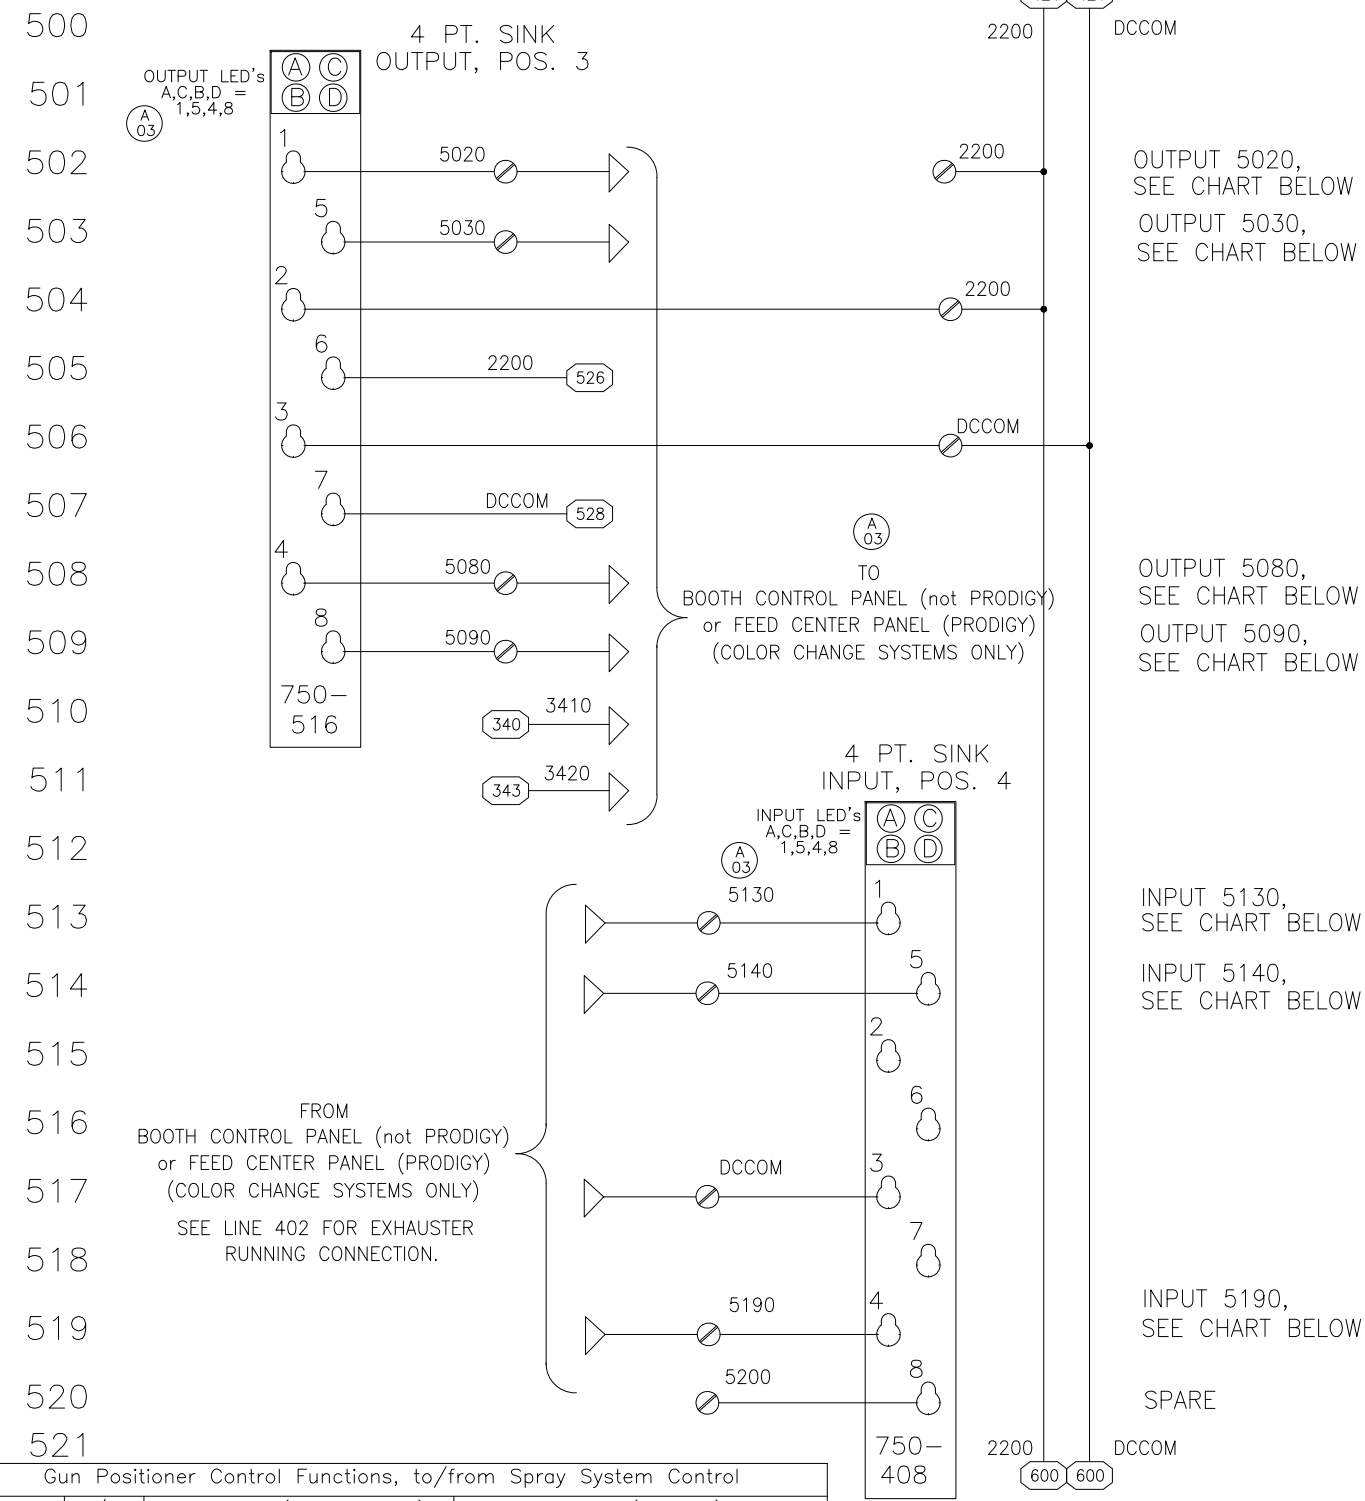 500
4 PT. SINK
OUTPUT, POS. 3
2200
DCCOM
501
OUTPUT LED's
A,C,B,D =
1,5,4,8
A
03
A C
B D
502
1
5020
2200
OUTPUT 5020,
SEE CHART BELOW
503
5
5030
OUTPUT 5030,
SEE CHART BELOW
504
2
2200
505
6
2200
526
506
3
DCCOM
507
7
DCCOM
528
A
03
508
4
5080
TO
BOOTH CONTROL PANEL (not PRODIGY)
or FEED CENTER PANEL (PRODIGY)
(COLOR CHANGE SYSTEMS ONLY)
OUTPUT 5080,
SEE CHART BELOW
509
8
5090
OUTPUT 5090,
SEE CHART BELOW
510
750-
516
340
3410
511
343
3420
4 PT. SINK
INPUT, POS. 4
512
INPUT LED's
A,C,B,D =
1,5,4,8
A
03
A C
B D
513
5130
1
INPUT 5130,
SEE CHART BELOW
514
5140
5
INPUT 5140,
SEE CHART BELOW
515
2
516
6
FROM
BOOTH CONTROL PANEL (not PRODIGY)
or FEED CENTER PANEL (PRODIGY)
(COLOR CHANGE SYSTEMS ONLY)
SEE LINE 402 FOR EXHAUSTER
RUNNING CONNECTION.
517
DCCOM
3
518
7
519
5190
4
INPUT 5190,
SEE CHART BELOW
520
5200
8
SPARE
521
750-
408
2200
DCCOM
600
600
Gun Positioner Control Functions, to/from Spray System Control